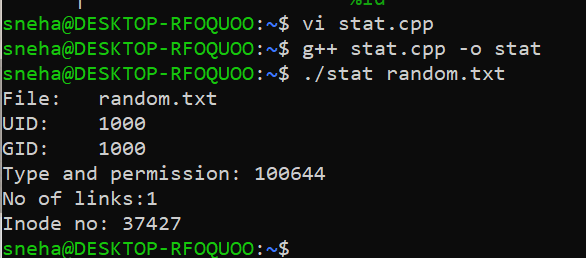 sneha@DESKTOP-RFOQUOO:~$ vi stat.cpp
sneha@DESKTOP-RFOQUOO:~$ g++ stat.cpp -o stat
sneha@DESKTOP-RFOQUOO:~$ ./stat random.txt
File:   random.txt
UID:    1000
GID:    1000
Type and permission: 100644
No of links:1
Inode no: 37427
sneha@DESKTOP-RFOQUOO:~$